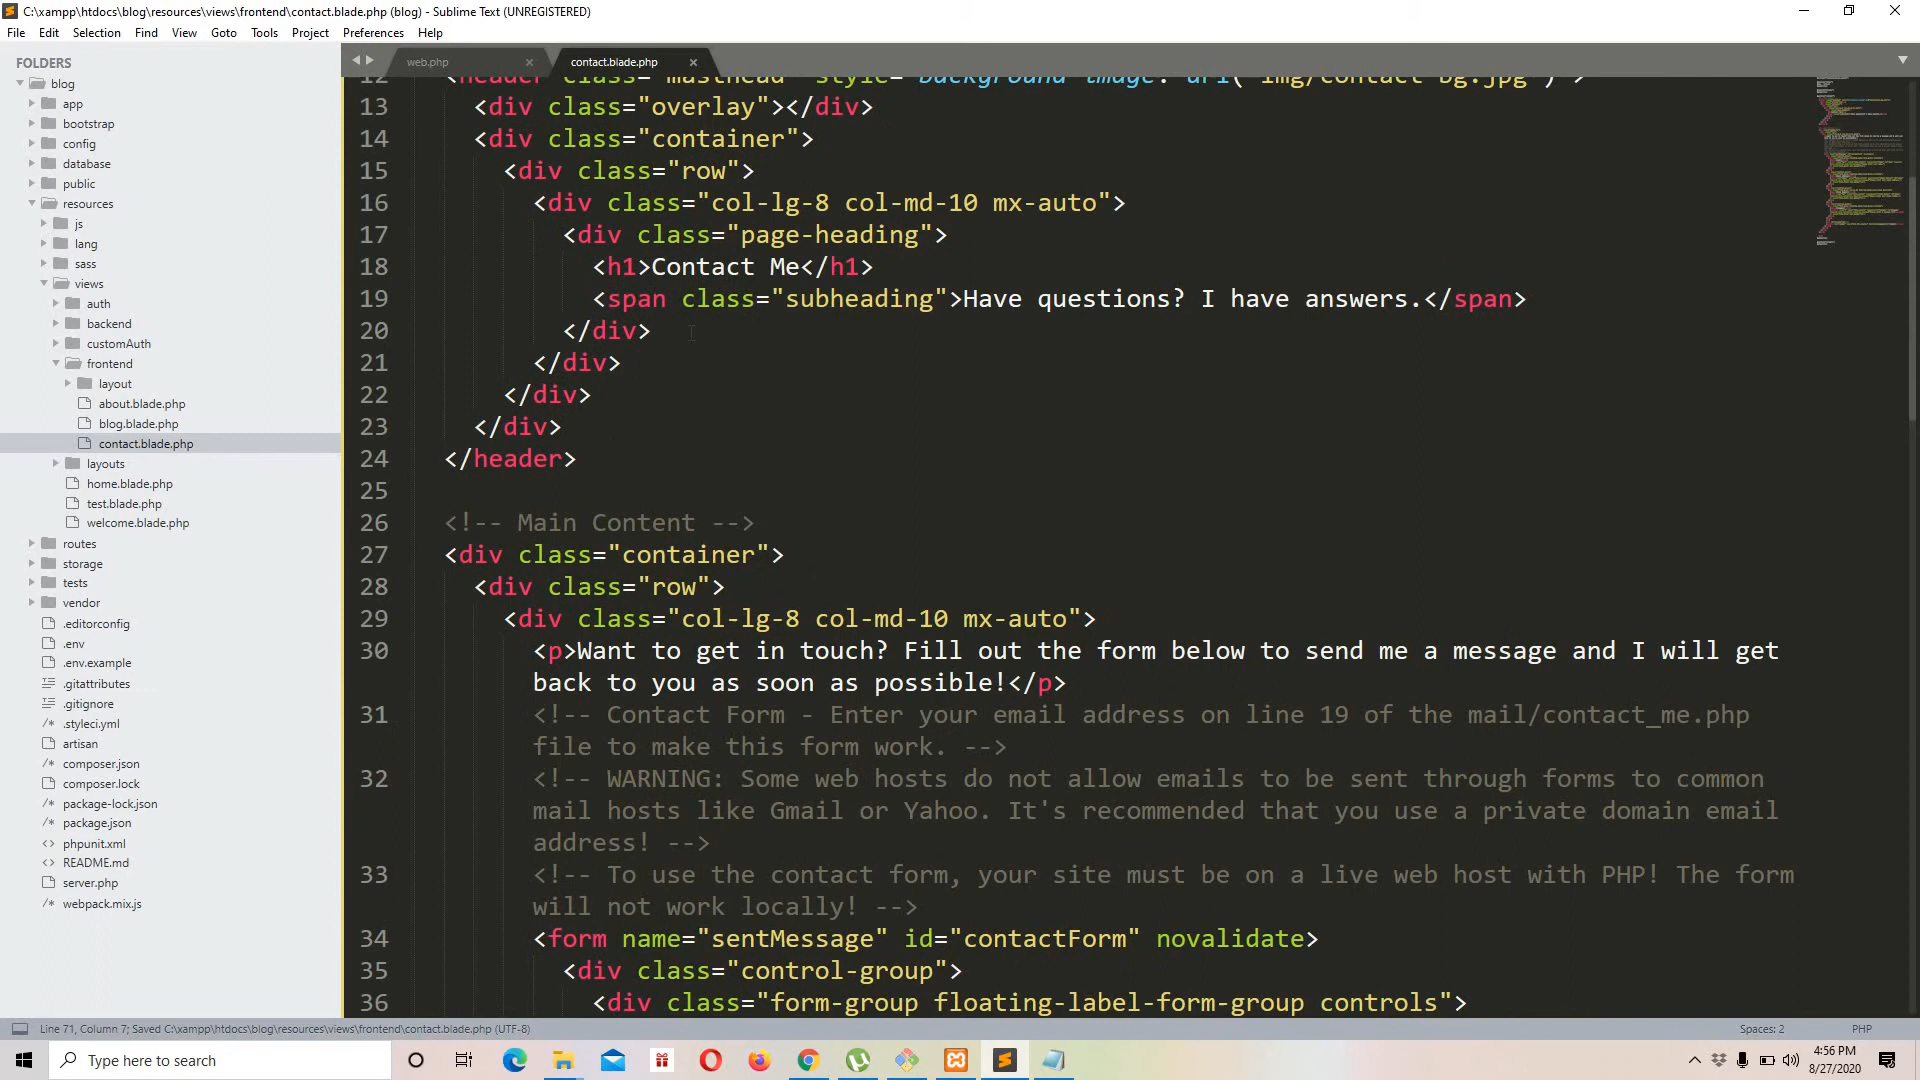 C:\xampp\htdocs\blog\resources\views\frontend\contact.blade.php (blog) - Sublime Text (UNREGISTERED)
File Edit Selection Find View Goto Tools Project Preferences Help
FOLDERS
blog
app
bootstrap
config
database
public
resources
js
lang
sass
views
auth
backend
customAuth
frontend
layout
about.blade.php
blog.blade.php
contact.blade.php
layouts
home.blade.php
test.blade.php
welcome.blade.php
routes
storage
tests
vendor
.editorconfig
.env
.env.example
.gitattributes
.gitignore
.styleci.yml
artisan
composer.json
composer.lock
package-lock.json
package.json
phpunit.xml
README.md
server.php
webpack.mix.js
web.php × contact.blade.php ×
12 <header class="masthead" style="background-image: url('img/contact-bg.jpg')">
13 <div class="overlay"></div>
14 <div class="container">
15 <div class="row">
16 <div class="col-lg-8 col-md-10 mx-auto">
17 <div class="page-heading">
18 <h1>Contact Me</h1>
19 <span class="subheading">Have questions? I have answers.</span>
20 </div>
21 </div>
22 </div>
23 </div>
24 </header>
25
26 <!-- Main Content -->
27 <div class="container">
28 <div class="row">
29 <div class="col-lg-8 col-md-10 mx-auto">
30 <p>Want to get in touch? Fill out the form below to send me a message and I will get
back to you as soon as possible!</p>
31 <!-- Contact Form - Enter your email address on line 19 of the mail/contact_me.php
file to make this form work. -->
32 <!-- WARNING: Some web hosts do not allow emails to be sent through forms to common
mail hosts like Gmail or Yahoo. It's recommended that you use a private domain email
address! -->
33 <!-- To use the contact form, your site must be on a live web host with PHP! The form
will not work locally! -->
34 <form name="sentMessage" id="contactForm" novalidate>
35 <div class="control-group">
36 <div class="form-group floating-label-form-group controls">
Line 71, Column 7; Saved C:\xampp\htdocs\blog\resources\views\frontend\contact.blade.php (UTF-8)
Spaces: 2 PHP
Type here to search
4:56 PM
8/27/2020